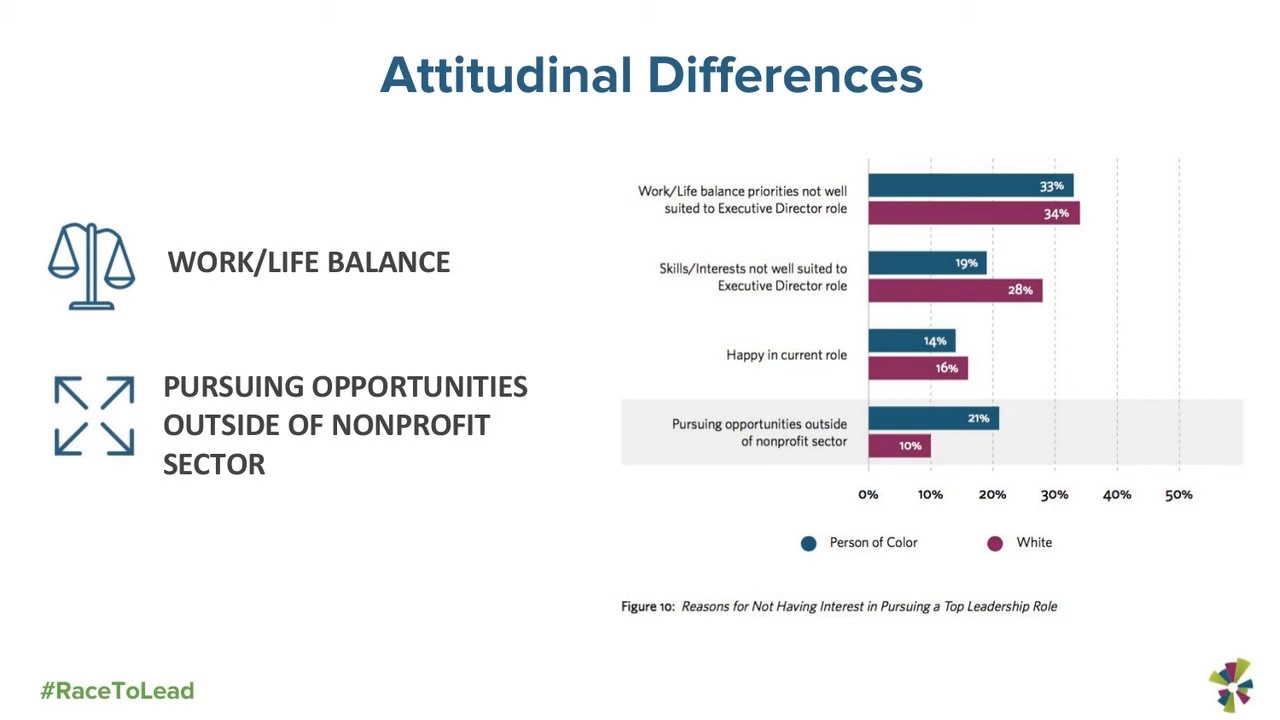 Attitudinal Differences
WORK/LIFE BALANCE
PURSUING OPPORTUNITIES
OUTSIDE OF NONPROFIT
SECTOR
Work/Life balance priorities not well
suited to Executive Director role
33%
34%
Skills/Interests not well suited to
Executive Director role
19%
28%
Happy in current role
14%
16%
Pursuing opportunities outside
of nonprofit sector
21%
10%
0% 10% 20% 30% 40% 50%
Person of Color White
Figure 10: Reasons for Not Having Interest in Pursuing a Top Leadership Role
#RaceToLead